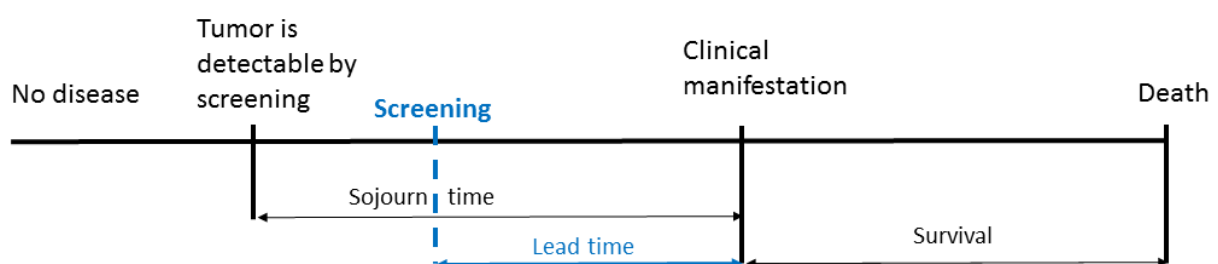 Tumor is
detectable by
screening
No disease
Screening
Clinical
manifestation
Death
Sojourn time
Lead time
Survival